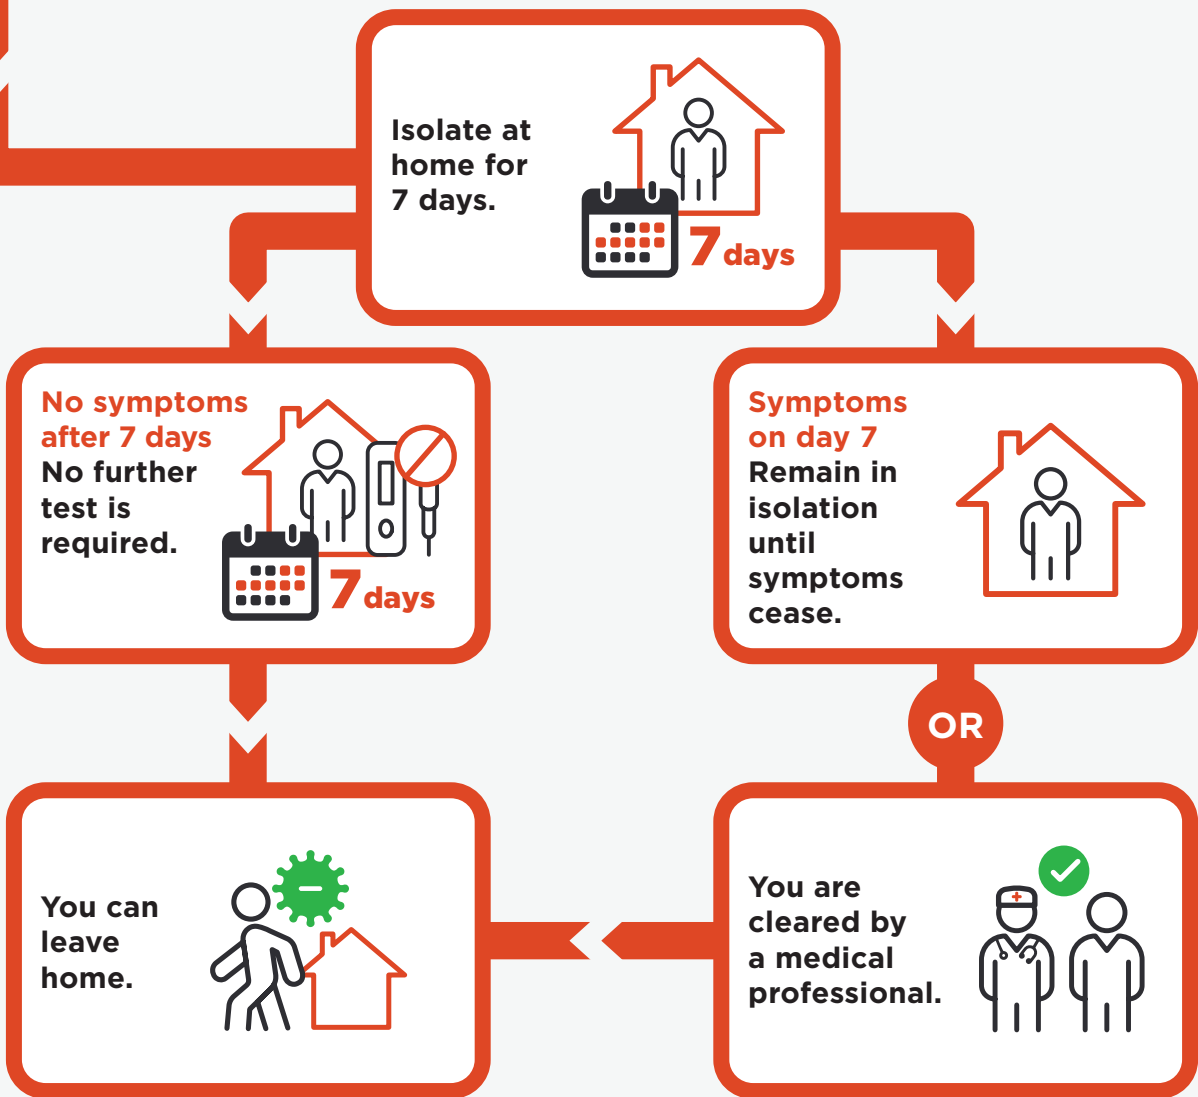 Isolate at
home for
7 days.
7 days
No symptoms
after 7 days
No further
test is
required.
7 days
Symptoms
on day 7
Remain in
isolation
until
symptoms
cease.
OR
You can
leave
home.
You are
cleared by
a medical
professional.